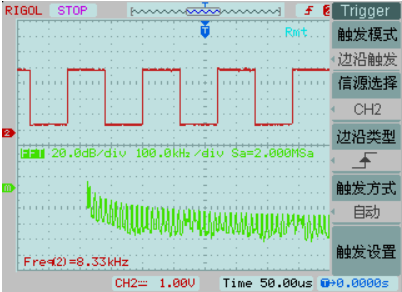 RIGOL STOP
Trigger
Rmt
触发模式
边沿触发
信源选择
CH2
边沿类型
触发方式
自动
触发设置
FFT 20.0dB/div 100.0kHz/div Sa=2.000MSa
Freq(2)=8.33kHz
CH2 1.00V Time 50.00us 0.0000s